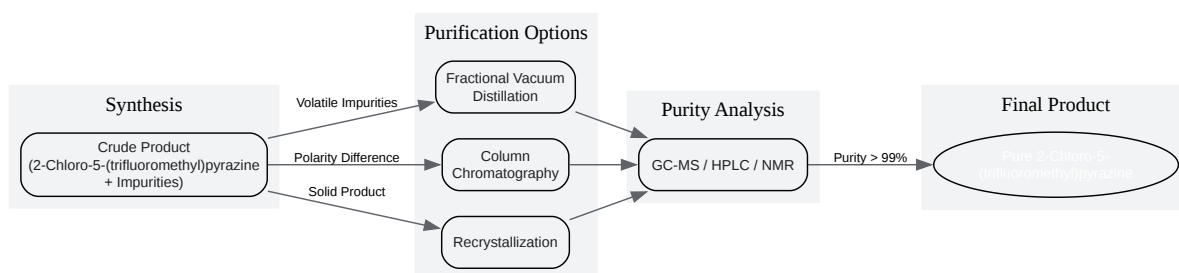 Synthesis
Crude Product
(2-Chloro-5-(trifluoromethyl)pyrazine
+ Impurities)
Volatile Impurities
Polarity Difference
Solid Product
Purification Options
Fractional Vacuum
Distillation
Column
Chromatography
Recrystallization
Purity Analysis
GC-MS / HPLC / NMR
Purity > 99%
Final Product
Pure 2-Chloro-5-
(trifluoromethyl)pyrazine